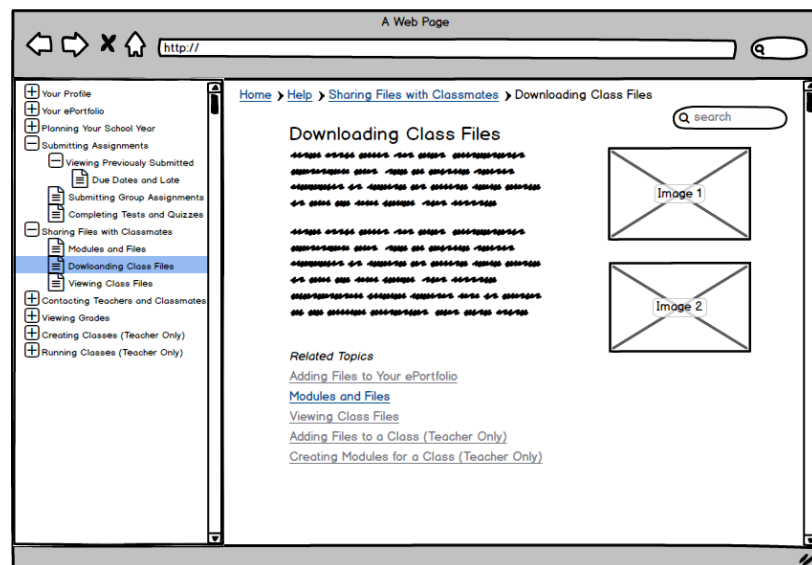 A Web Page
http://
Your Profile
Your ePortfolio
Planning Your School Year
Submitting Assignments
Viewing Previously Submitted
Due Dates and Late
Submitting Group Assignments
Completing Tests and Quizzes
Sharing Files with Classmates
Modules and Files
Dowloanding Class Files
Viewing Class Files
Contacting Teachers and Classmates
Viewing Grades
Creating Classes (Teacher Only)
Running Classes (Teacher Only)
Home > Help > Sharing Files with Classmates > Downloading Class Files
search
Downloading Class Files
Image 1
Image 2
Related Topics
Adding Files to Your ePortfolio
Modules and Files
Viewing Class Files
Adding Files to a Class (Teacher Only)
Creating Modules for a Class (Teacher Only)